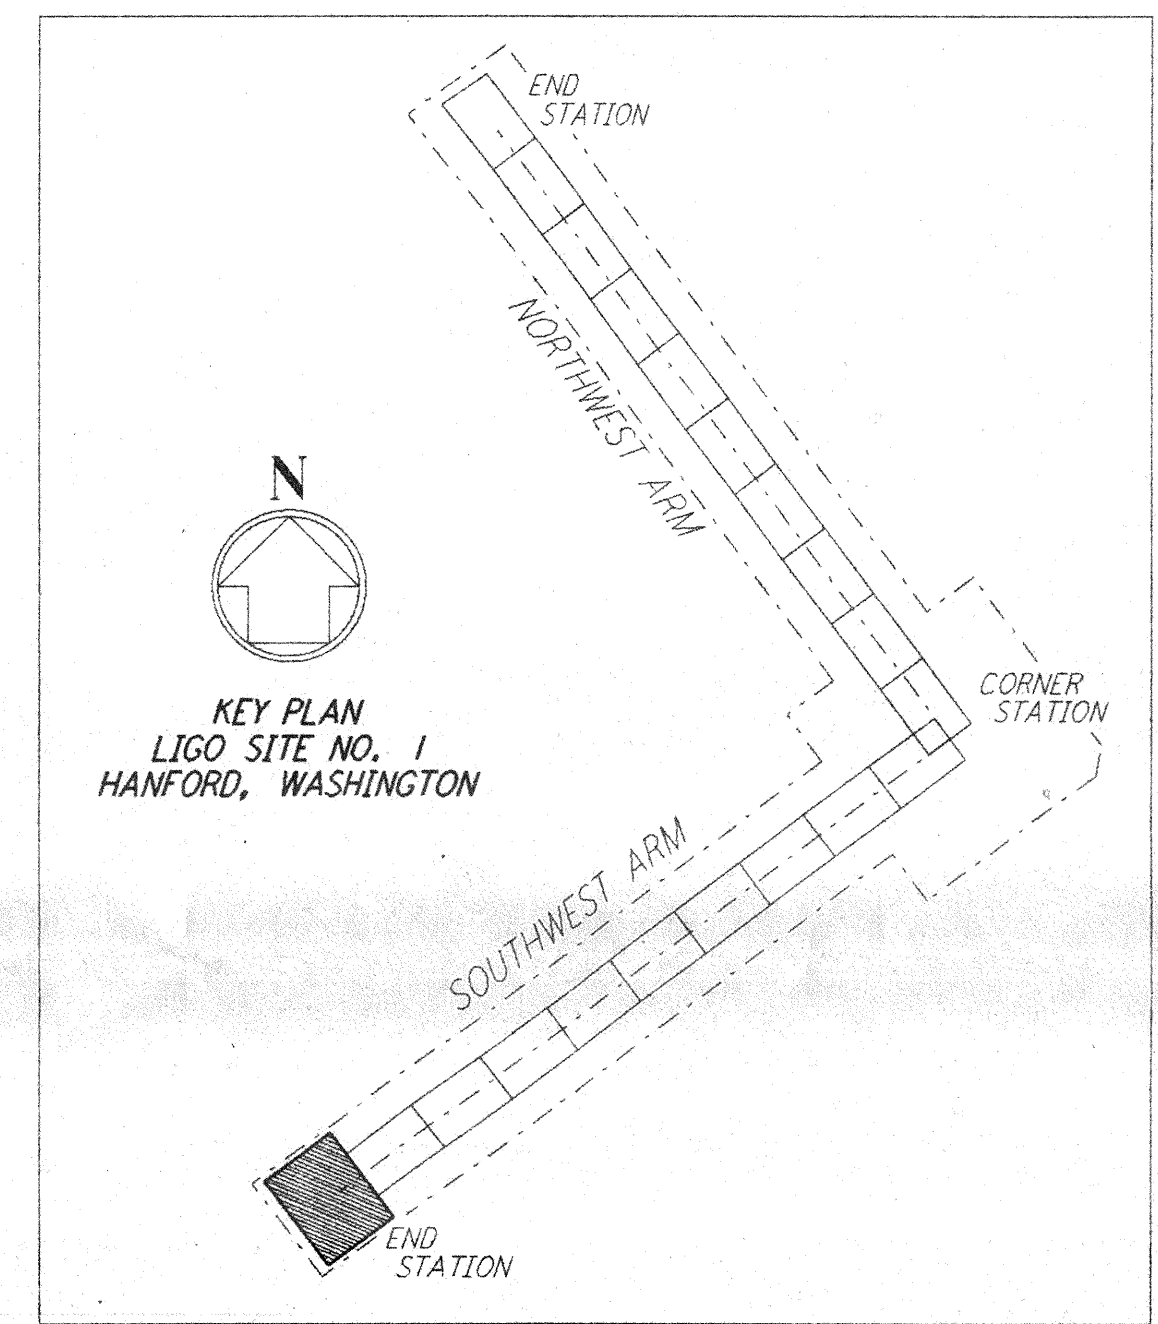 END
STATION
NORTHWEST ARM
N
KEY PLAN
LIGO SITE NO. 1
HANFORD, WASHINGTON
CORNER
STATION
SOUTHWEST ARM
END
STATION